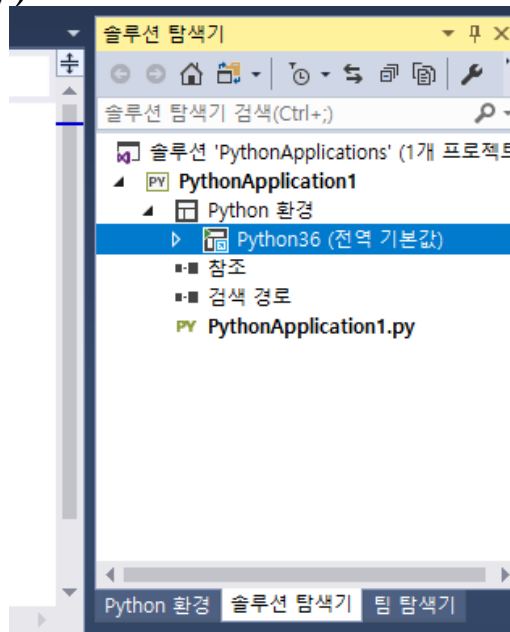 솔루션 탐색기
솔루션 탐색기 검색(Ctrl+;)
솔루션 'PythonApplications' (1개 프로젝트
PY PythonApplication1
Python 환경
Python36 (전역 기본값)
참조
검색 경로
PY PythonApplication1.py
Python 환경 솔루션 탐색기 팀 탐색기